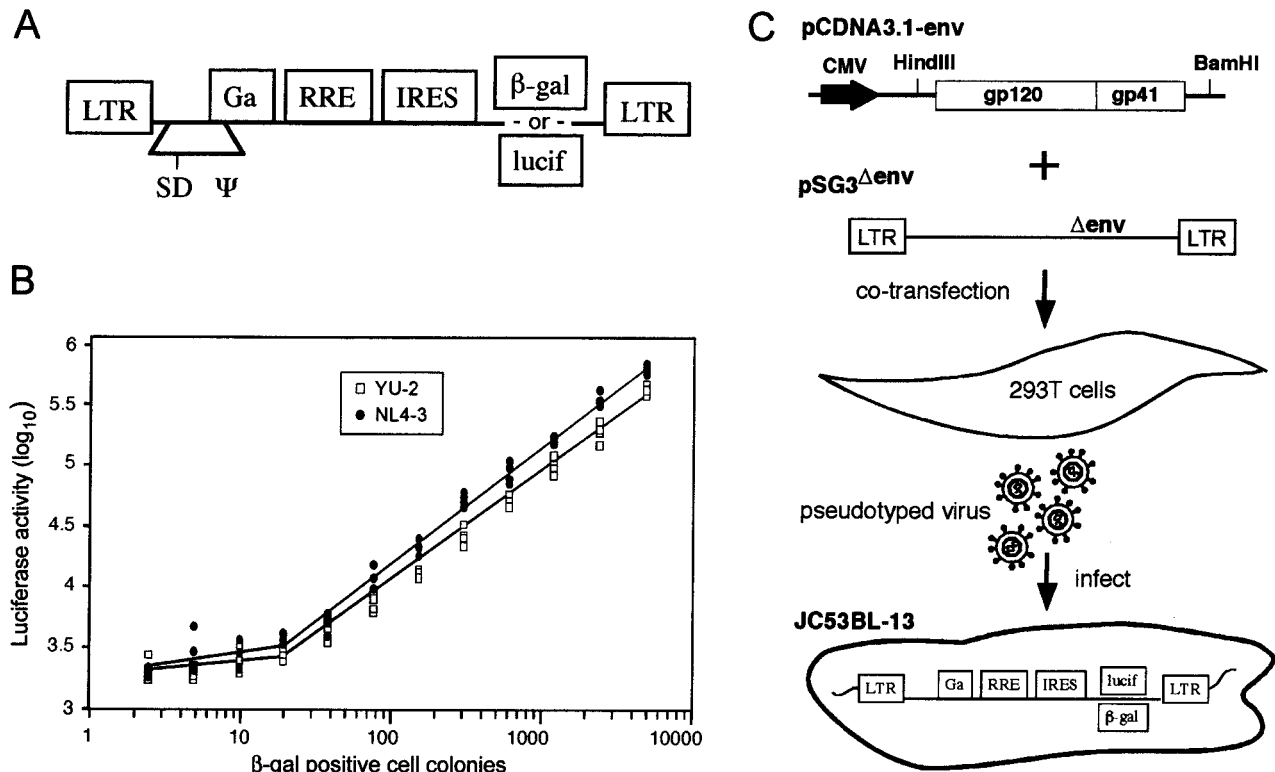 A
LTR
Ga
RRE
IRES
β-gal
- or -
lucif
LTR
SD Ψ
B
Luciferase activity (log10)
6
5.5
5
4.5
4
3.5
3
YU-2
NL4-3
1 10 100 1000 10000
β-gal positive cell colonies
C
pCDNA3.1-env
CMV HindIII BamHI
gp120 gp41
+
pSG3Δenv
Δenv
LTR LTR
co-transfection
293T cells
pseudotyped virus
infect
JC53BL-13
LTR Ga RRE IRES lucif LTR
β-gal